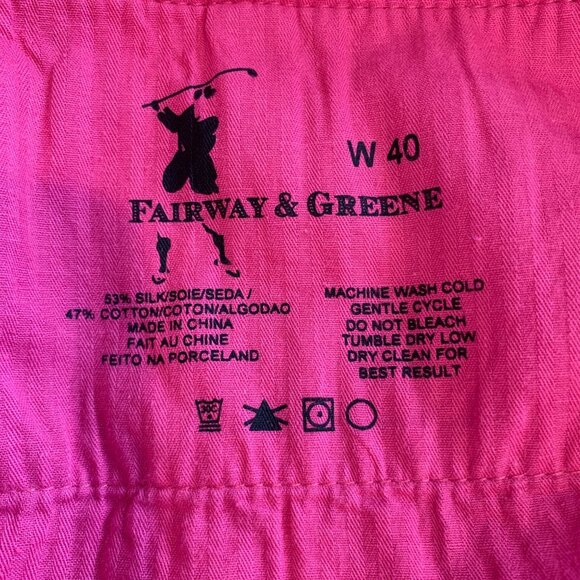 W 40
FAIRWAY & GREENE
53% SILK/SOIE/SEDA /
47% COTTON/COTON/ALGODAO
MADE IN CHINA
FAIT AU CHINE
FEITO NA PORCELAND
MACHINE WASH COLD
GENTLE CYCLE
DO NOT BLEACH
TUMBLE DRY LOW
DRY CLEAN FOR
BEST RESULT
30C